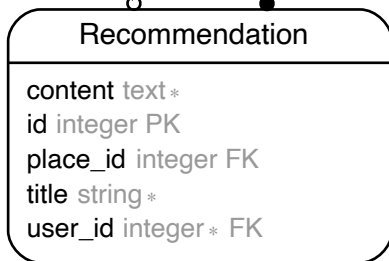 Recommendation
content text *
id integer PK
place_id integer FK
title string *
user_id integer * FK